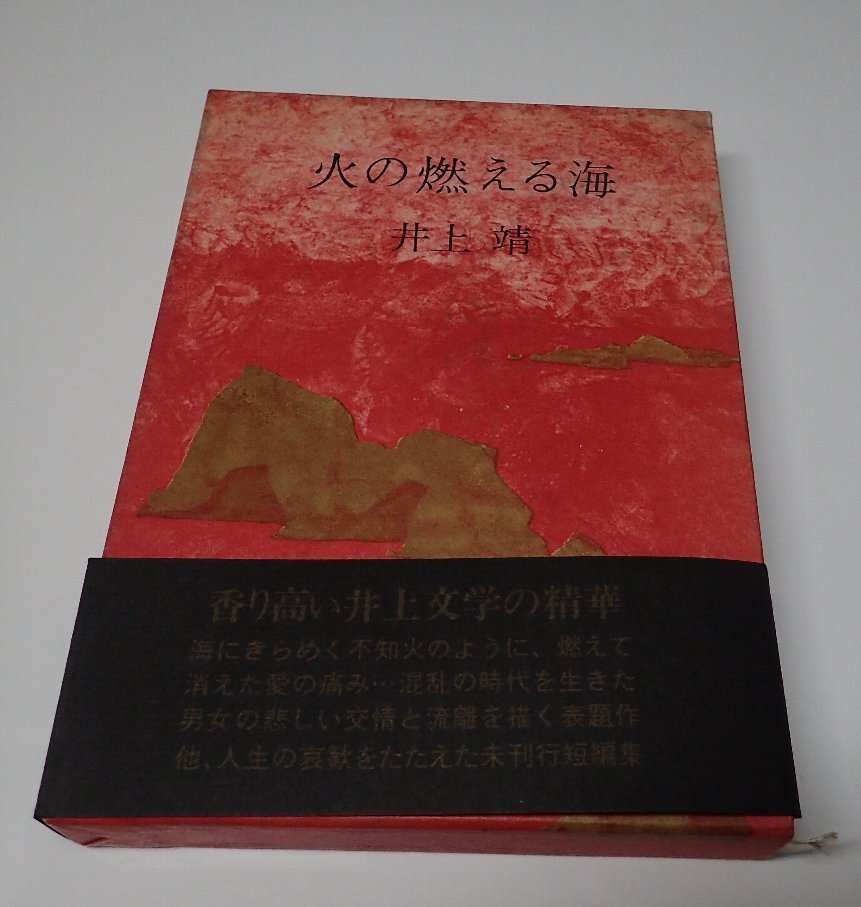 火の燃える海
井上 靖
香り高い井上文学の精華
海にきらめく不知火のように、燃えて
消えた愛の痛み…混乱の時代を生きた
男女の悲しい交情と流離を描く表題作
他、人生の哀歓をたたえた未刊行短編集